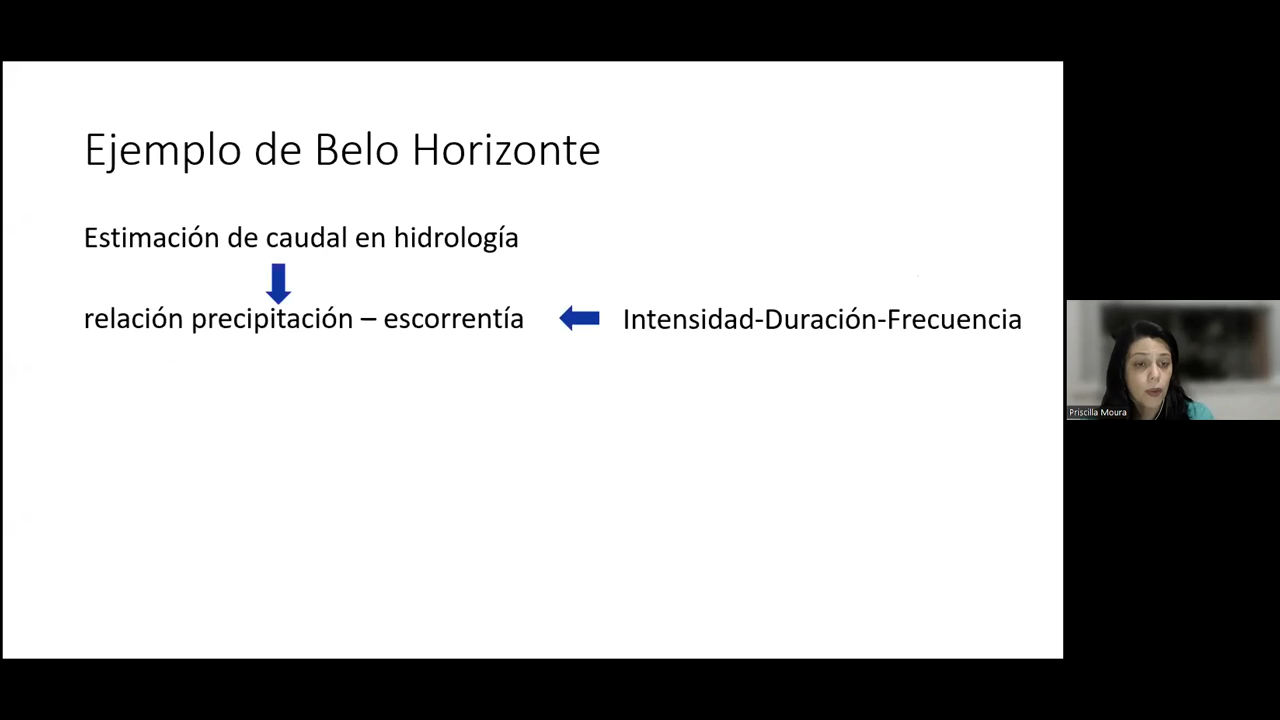 Ejemplo de Belo Horizonte
Estimación de caudal en hidrología
relación precipitación – escorrentía
Intensidad-Duración-Frecuencia
Priscilla Moura